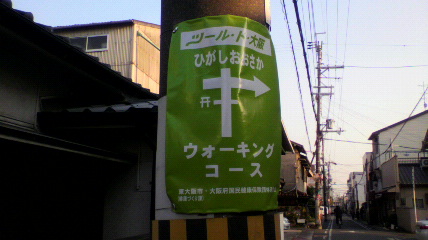 ツール・ド・大阪
ひがしおおさか
ウォーキング
コース